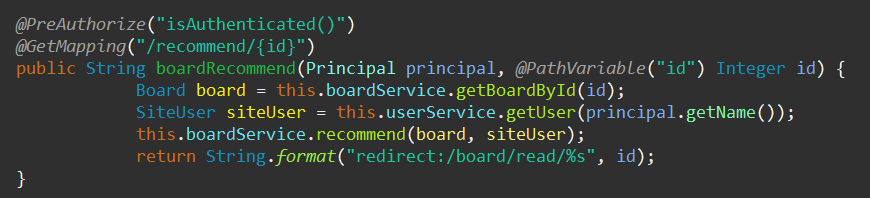 @PreAuthorize("isAuthenticated()")
@GetMapping("/recommend/{id}")
public String boardRecommend(Principal principal, @PathVariable("id") Integer id) {
Board board = this.boardService.getBoardById(id);
SiteUser siteUser = this.userService.getUser(principal.getName());
this.boardService.recommend(board, siteUser);
return String.format("redirect:/board/read/%s", id);
}